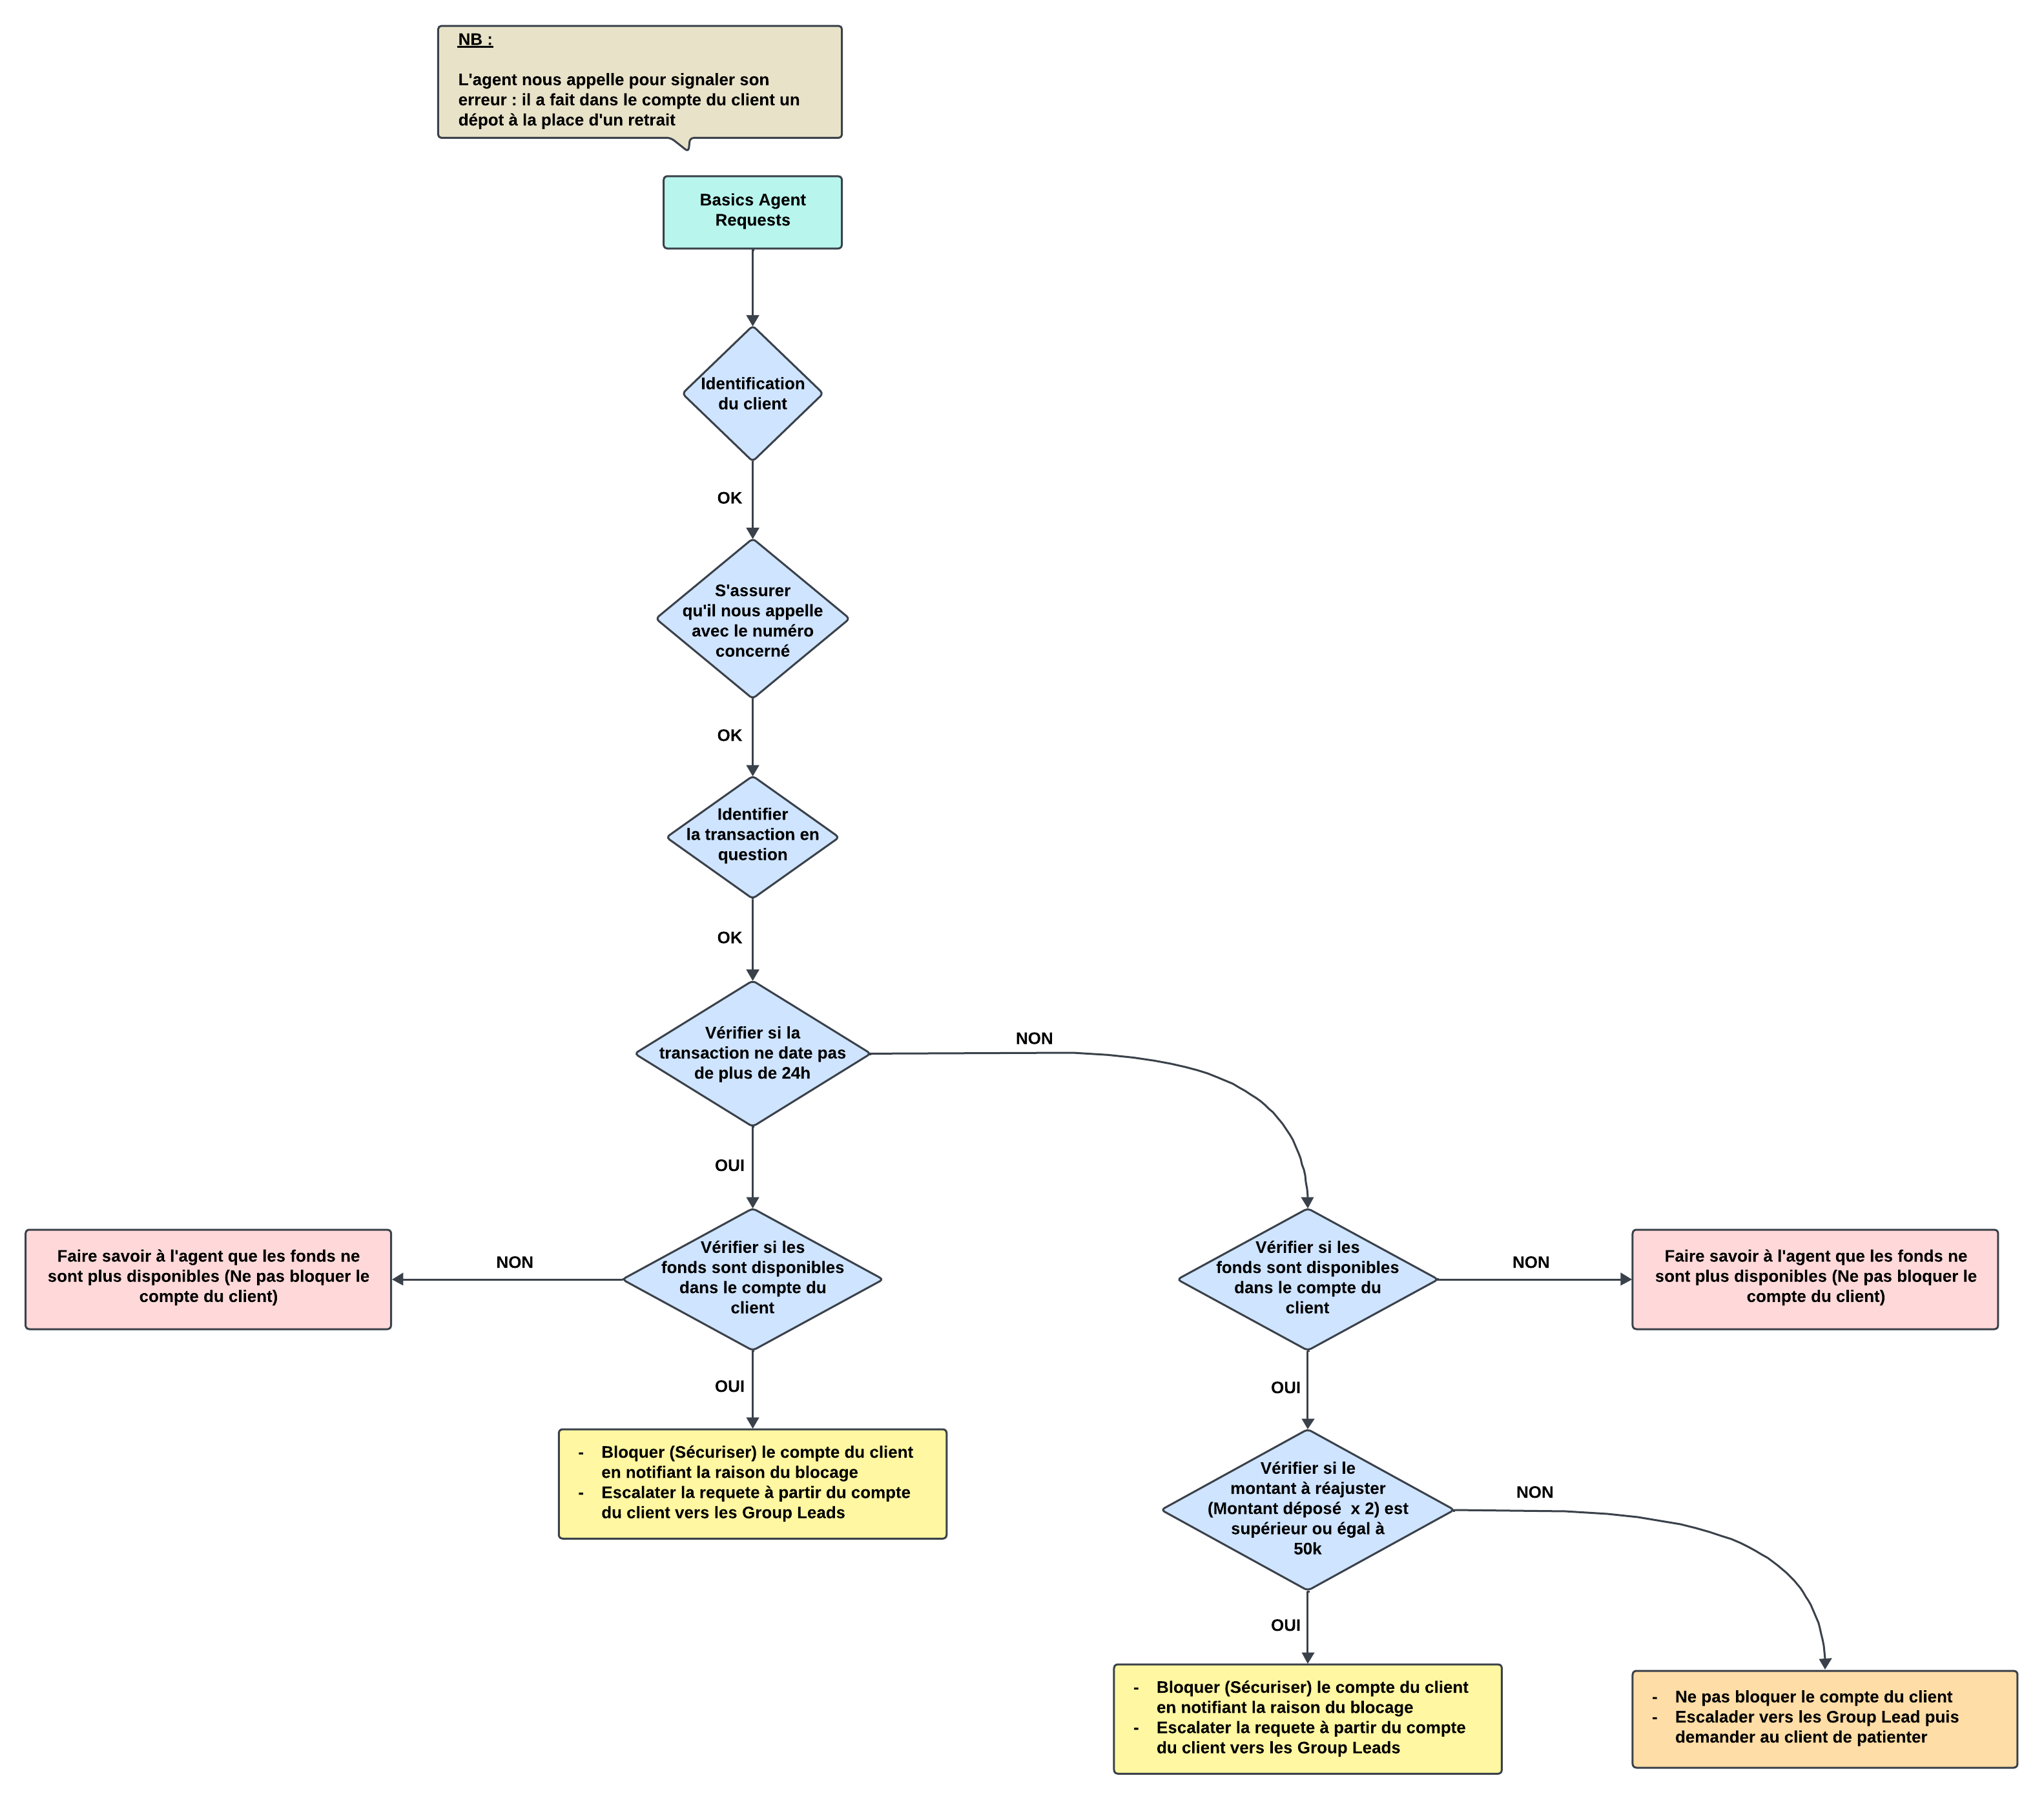 NB :
L'agent nous appelle pour signaler son
erreur : il a fait dans le compte du client un
dépot à la place d'un retrait
Basics Agent
Requests
Identification
du client
OK
S'assurer
qu'il nous appelle
avec le numéro
concerné
OK
Identifier
la transaction en
question
OK
Vérifier si la
transaction ne date pas
de plus de 24h
NON
OUI
Faire savoir à l'agent que les fonds ne
sont plus disponibles (Ne pas bloquer le
compte du client)
NON
Vérifier si les
fonds sont disponibles
dans le compte du
client
Vérifier si les
fonds sont disponibles
dans le compte du
client
NON
Faire savoir à l'agent que les fonds ne
sont plus disponibles (Ne pas bloquer le
compte du client)
OUI
OUI
- Bloquer (Sécuriser) le compte du client
en notifiant la raison du blocage
- Escalater la requete à partir du compte
du client vers les Group Leads
Vérifier si le
montant à réajuster
(Montant déposé x 2) est
supérieur ou égal à
50k
NON
OUI
- Bloquer (Sécuriser) le compte du client
en notifiant la raison du blocage
- Escalater la requete à partir du compte
du client vers les Group Leads
- Ne pas bloquer le compte du client
- Escalader vers les Group Lead puis
demander au client de patienter